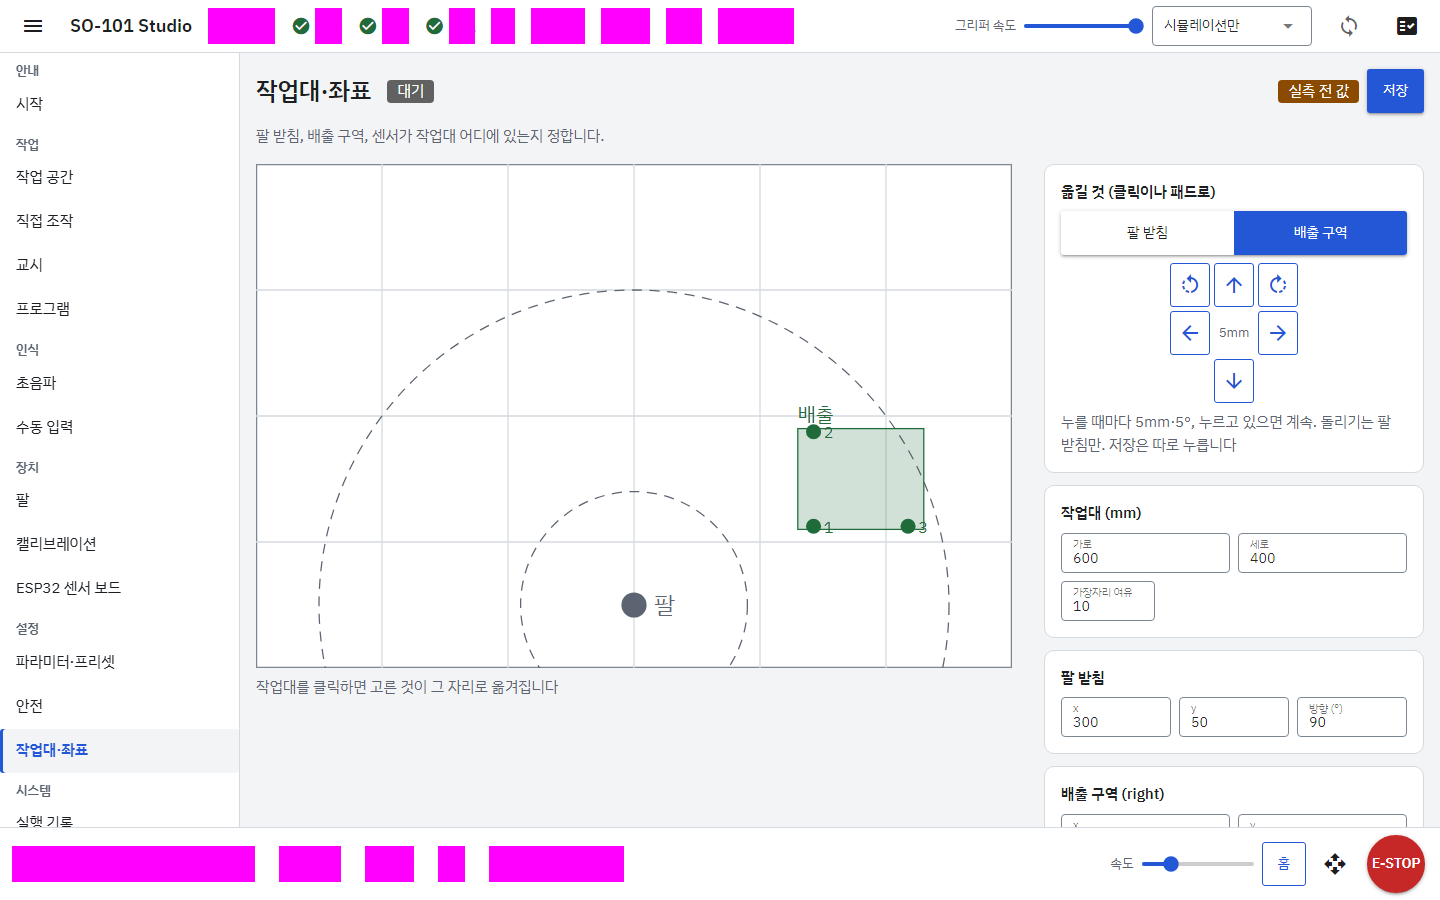 SO-101 Studio
그리퍼 속도
시뮬레이션만
안내
시작
작업
작업 공간
직접 조작
교시
프로그램
인식
초음파
수동 입력
장치
팔
캘리브레이션
ESP32 센서 보드
설정
파라미터·프리셋
안전
작업대·좌표
시스템
실행 기록
작업대·좌표
대기
실측 전 값
저장
팔 받침, 배출 구역, 센서가 작업대 어디에 있는지 정합니다.
배출
2
1
3
팔
작업대를 클릭하면 고른 것이 그 자리로 옮겨집니다
옮길 것 (클릭이나 패드로)
팔 받침
배출 구역
5mm
누를 때마다 5mm·5°, 누르고 있으면 계속. 돌리기는 팔
받침만. 저장은 따로 누릅니다
작업대 (mm)
가로
600
세로
400
가장자리 여유
10
팔 받침
x
300
y
50
방향 (°)
90
배출 구역 (right)
x
y
속도
홈
E-STOP